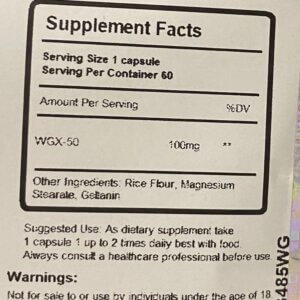 Supplement Facts
Serving Size 1 capsule
Serving Per Container 60
Amount Per Serving %DV
WGX-50 100mg **
Other Ingredients: Rice Flour, Magnesium
Stearate, Geltanin
Suggested Use: As dietary supplement take
1 capsule 1 up to 2 times daily best with food.
Always consult a healthcare professional before use
Warnings:
Not for sale to or use by individuals under the age of 18
485WG